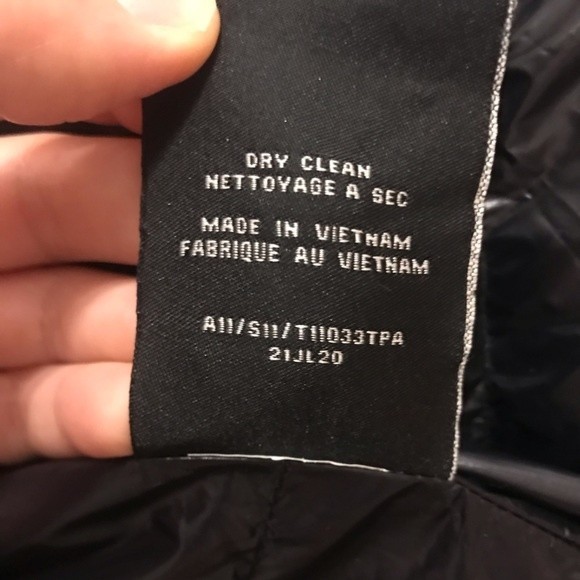 DRY CLEAN
NETTOYAGE A SEC
MADE IN VIETNAM
FABRIQUE AU VIETNAM
A11/S11/T11033TPA
21JL20